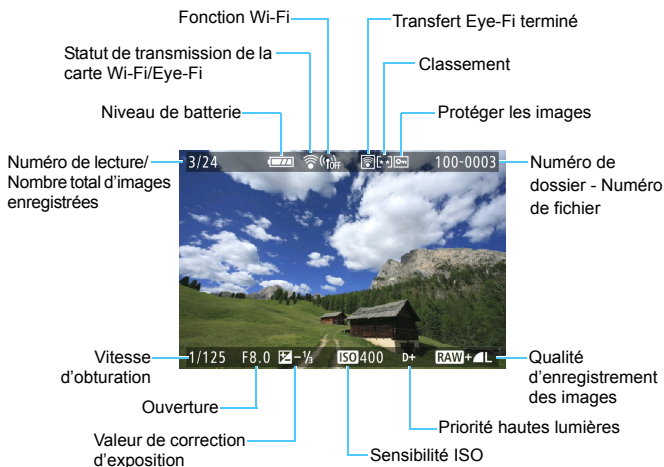 Fonction Wi-Fi
Transfert Eye-Fi terminé
Statut de transmission de la
carte Wi-Fi/Eye-Fi
Classement
Niveau de batterie
Protéger les images
Numéro de lecture/
Nombre total d'images
enregistrées
3/24
OFF
100-0003
Numéro de
dossier - Numéro
de fichier
1/125 F8.0 -⅓ ISO 400 D+ RAW+L
Vitesse
d'obturation
Qualité
d'enregistrement
des images
Ouverture
Priorité hautes lumières
Valeur de correction
d'exposition
Sensibilité ISO